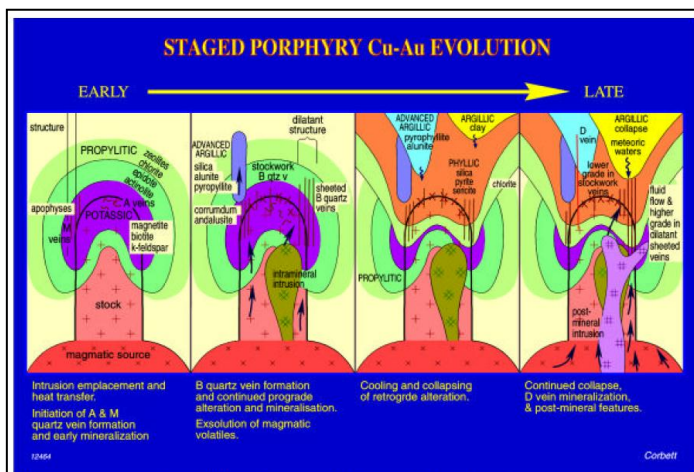 STAGED PORPHYRY Cu-Au EVOLUTION
EARLY
LATE
structure
PROPYLITIC
zeolites
chlorite
epidote
actinolite
A veins
apophyses
POTASSIC
M veins
magnetite
biotite
k-feldspar
stock
magmatic source
Intrusion emplacement and
heat transfer.
Initiation of A & M
quartz vein formation
and early mineralization
dilatant
structure
ADVANCED
ARGILLIC
silica
alunite
pyropyllite
stockwork
B qtz v
sheeted
B quartz
veins
corrumdum
andalusite
intramineral
intrusion
B quartz vein formation
and continued prograde
alteration and mineralisation.
Exsolution of magmatic
volatiles.
ADVANCED
ARGILLIC
pyrophyllite
alunite
ARGILLIC
clay
PHYLLIC
silica
pyrite
sericite
chlorite
PROPYLITIC
Cooling and collapsing
of retrogrde alteration.
D
vein
ARGILLIC
collapse
meteoric
waters
lower
grade in
stockwork
veins
fluid
flow &
higher
grade in
dilatant
sheeted
veins
post-
mineral
intrusion
Continued collapse,
D vein mineralization,
& post-mineral features.
12464
Corbett